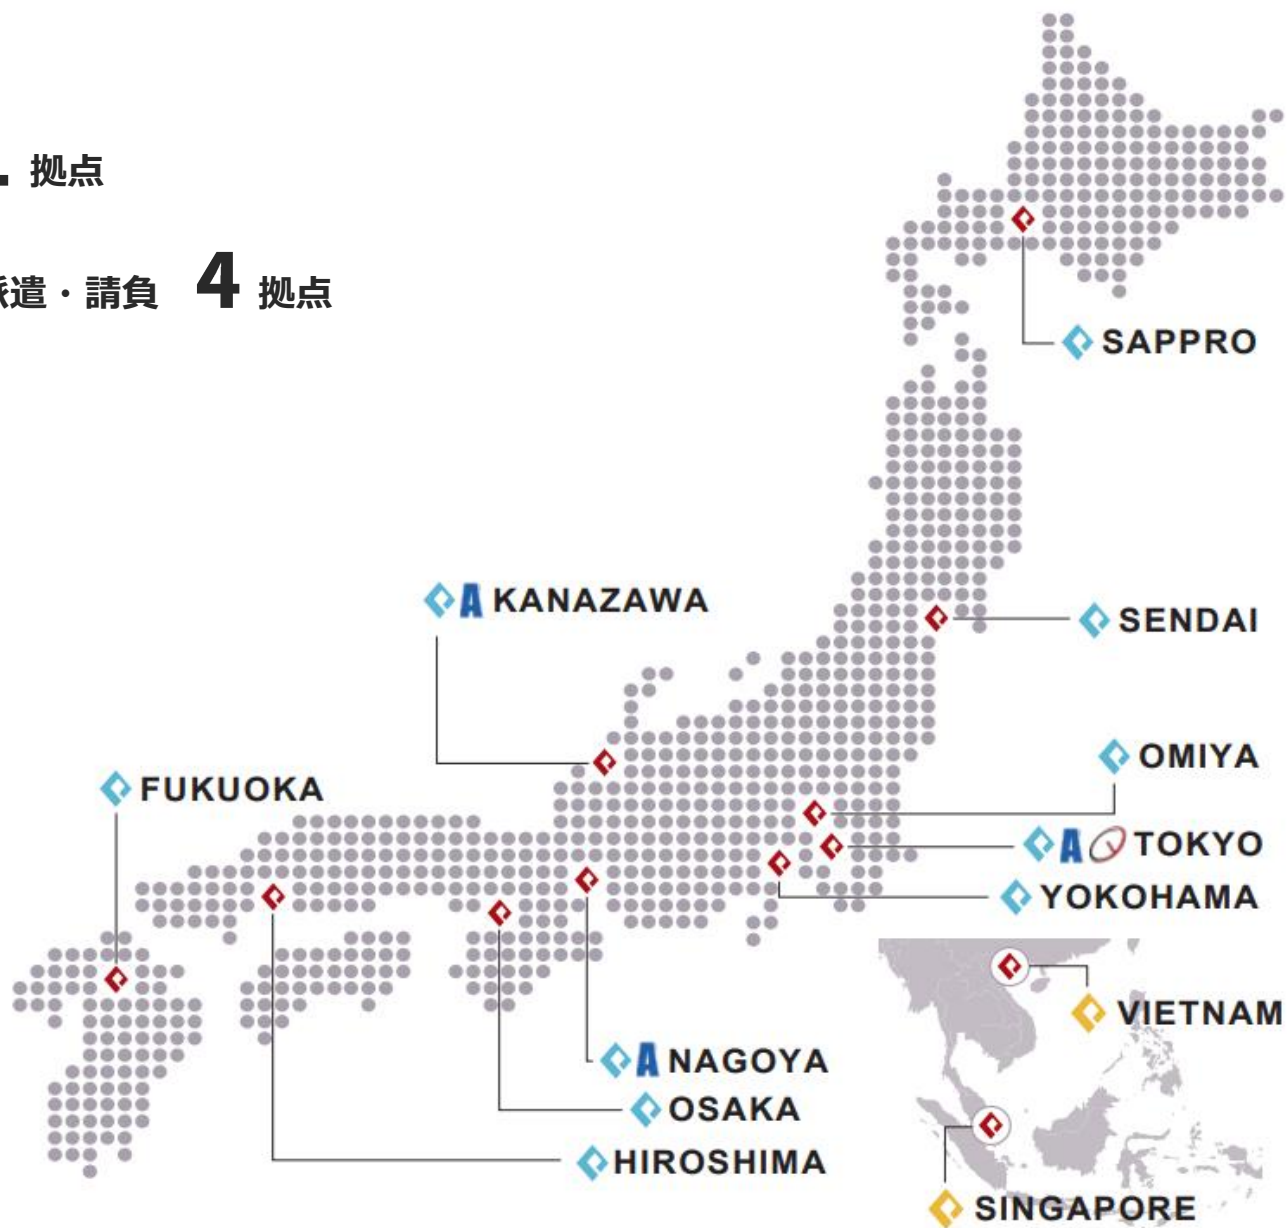 拠点
遣・請負 4 拠点
SAPPRO
A KANAZAWA
SENDAI
OMIYA
FUKUOKA
A TOKYO
YOKOHAMA
VIETNAM
A NAGOYA
OSAKA
HIROSHIMA
SINGAPORE